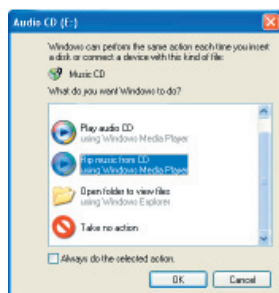 Audio CD (E:)
Windows can perform the same action each time you insert
a disk or connect a device with this kind of file:
Music CD
What do you want Windows to do?
Play audio CD
using Windows Media Player
Rip music from CD
using Windows Media Player
Open folder to view files
using Windows Explorer
Take no action
Always do the selected action.
OK
Cancel